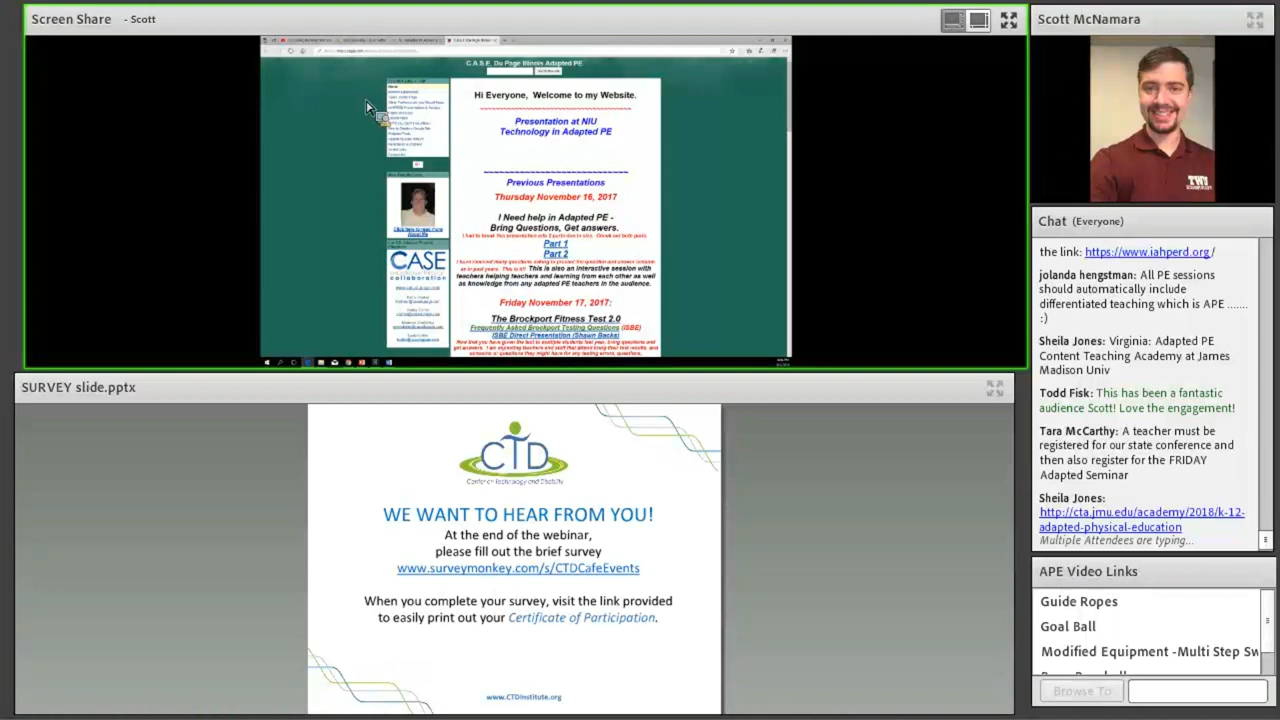 Screen Share - Scott
C.A.S.E. Du Page Illinois Adapted PE
Hi Everyone, Welcome to my Website.
Presentation at NIU
Technology in Adapted PE
Previous Presentations
Thursday November 16, 2017
I Need help in Adapted PE -
Bring Questions, Get answers.
Part 1
Part 2
This is also an interactive session with
teachers helping teachers and learning from each other as well
as knowledge from any adapted PE teachers in the audience.
Friday November 17, 2017:
The Brockport Fitness Test 2.0
Frequently Asked Brockport Testing Questions (ISBE)
ISBE Direct Presentation (Shawn Backs)
Click here to read more
About Me
CASE
collaboration
SURVEY slide.pptx
CTD
Center on Technology and Disability
WE WANT TO HEAR FROM YOU!
At the end of the webinar,
please fill out the brief survey
www.surveymonkey.com/s/CTDCafeEvents
When you complete your survey, visit the link provided
to easily print out your Certificate of Participation.
www.CTDInstitute.org
Scott McNamara
Chat (Everyone)
the link: https://www.iahperd.org /
polana weidman: All PE sessions
should automatically include
differentiating which is APE .......
:)
Sheila Jones: Virginia: Adapted PE
Content Teaching Academy at James
Madison Univ
Todd Fisk: This has been a fantastic
audience Scott! Love the engagement!
Tara McCarthy: A teacher must be
registered for our state conference and
then also register for the FRIDAY
Adapted Seminar
Sheila Jones:
http://cta.jmu.edu/academy/2018/k-12-
adapted-physical-education
Multiple Attendees are typing...
APE Video Links
Guide Ropes
Goal Ball
Modified Equipment -Multi Step Sw
Browse To